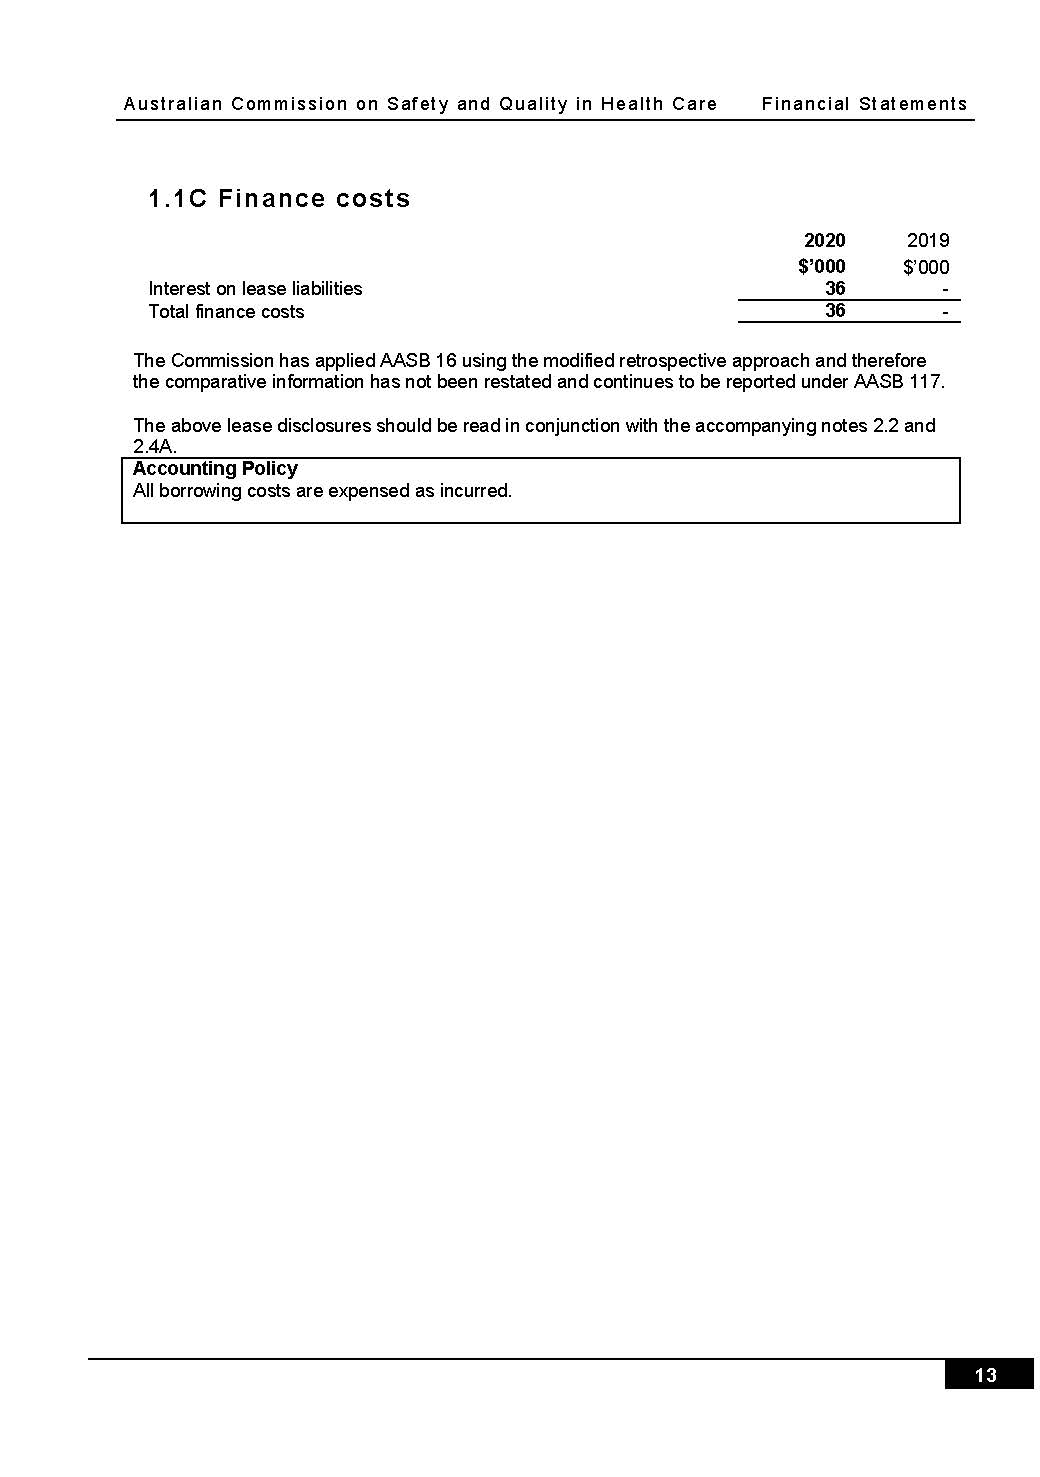 Australian Commission on Safety and Quality in Health Care Financial Statements
1.1C Finance costs
2020 2019
$’000 $’000
Interest on lease liabilities 36 -
Total finance costs 36 -
The Commission has applied AASB 16 using the modified retrospective approach and therefore
the comparative information has not been restated and continues to be reported under AASB 117.
The above lease disclosures should be read in conjunction with the accompanying notes 2.2 and
2.4A.
Accounting Policy
All borrowing costs are expensed as incurred.
13